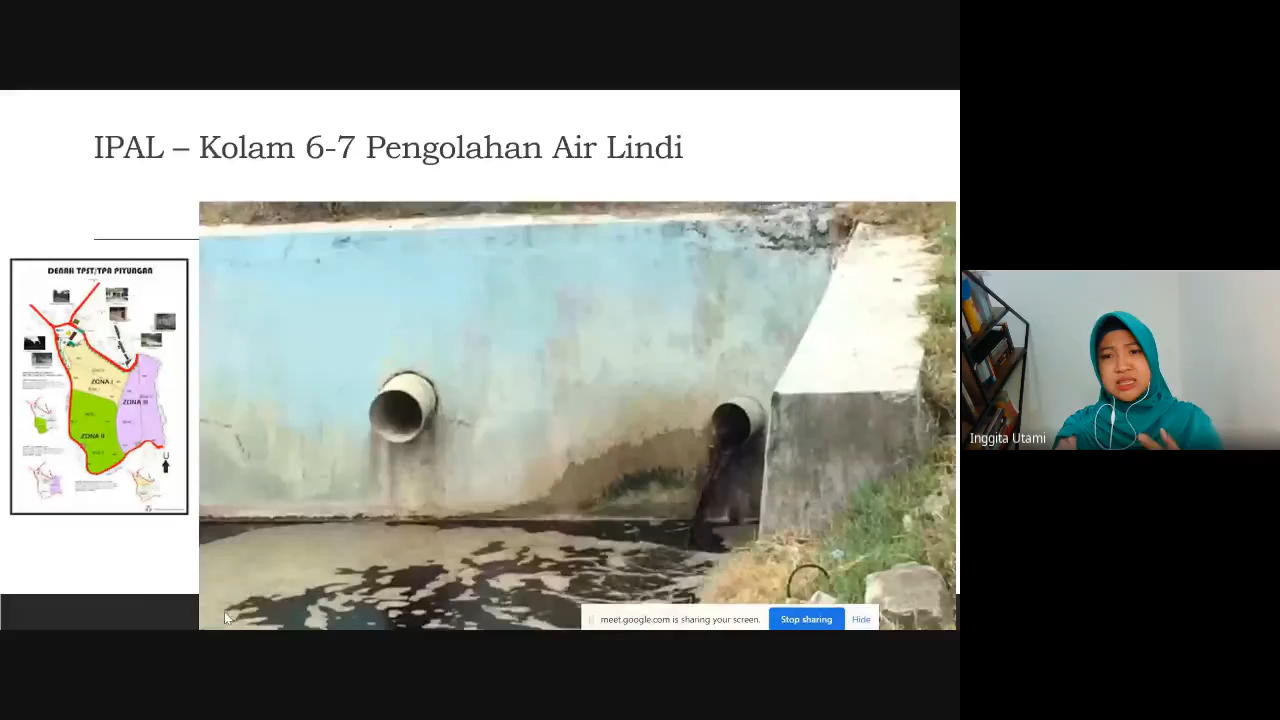 IPAL – Kolam 6-7 Pengolahan Air Lindi
DENAH TPST/TPA PIYUNGAN
ZONA I
ZONA III
ZONA II
U
Inggita Utami
meet.google.com is sharing your screen.
Stop sharing
Hide